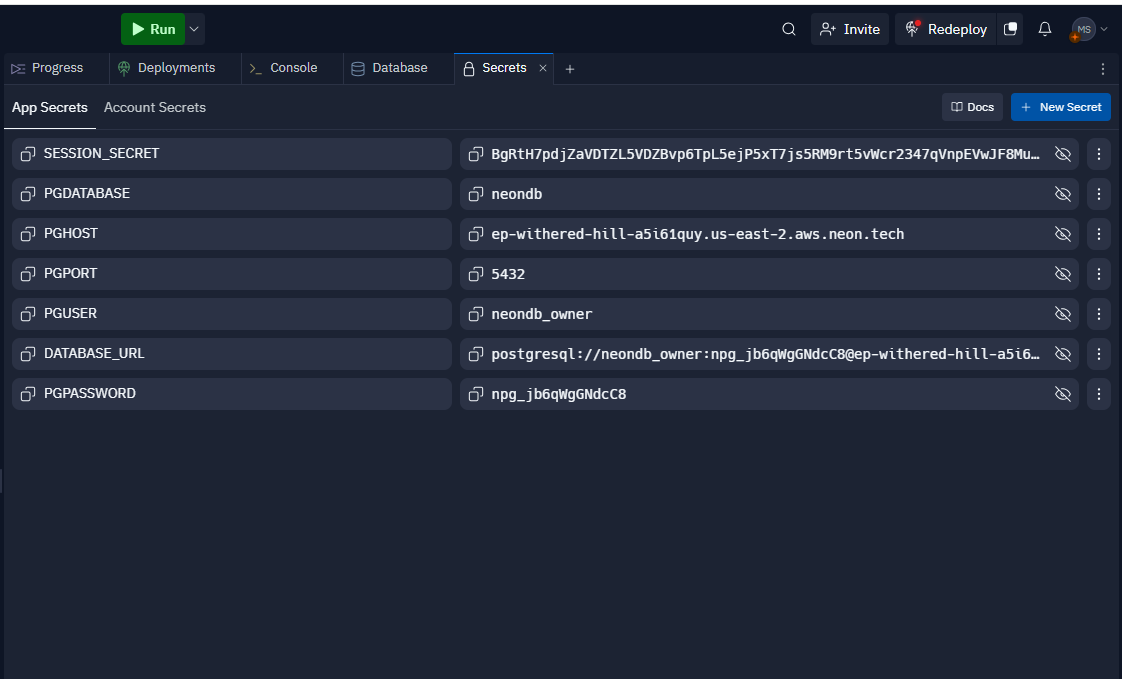 Run
Invite
Redeploy
MS
Progress
Deployments
Console
Database
Secrets
App Secrets
Account Secrets
Docs
New Secret
SESSION_SECRET
BgRtH7pdjZaVDTZL5VDZBvp6TpL5ejP5xT7js5RM9rt5vWcr2347qVnpEVwJF8Mu…
PGDATABASE
neondb
PGHOST
ep-withered-hill-a5i61quy.us-east-2.aws.neon.tech
PGPORT
5432
PGUSER
neondb_owner
DATABASE_URL
postgresql://neondb_owner:npg_jb6qWgGNdcC8@ep-withered-hill-a5i6…
PGPASSWORD
npg_jb6qWgGNdcC8